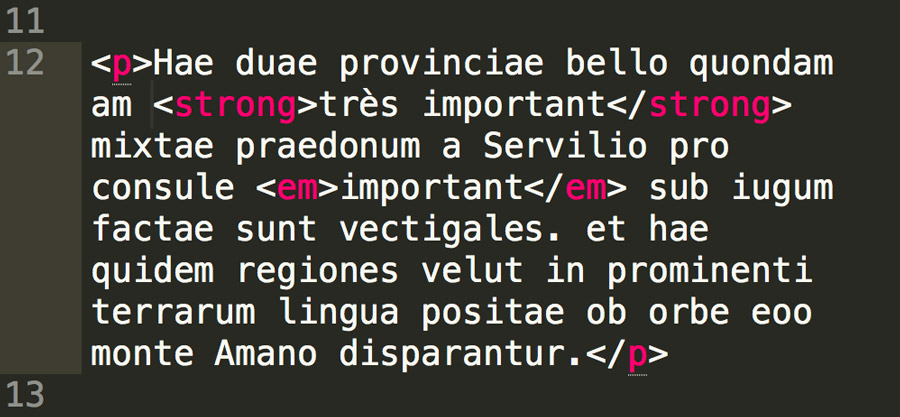 11
12 <p>Hae duae provinciae bello quondam
am <strong>très important</strong>
mixtae praedonum a Servilio pro
consule <em>important</em> sub iugum
factae sunt vectigales. et hae
quidem regiones velut in prominenti
terrarum lingua positae ob orbe eoo
monte Amano disparantur.</p>
13